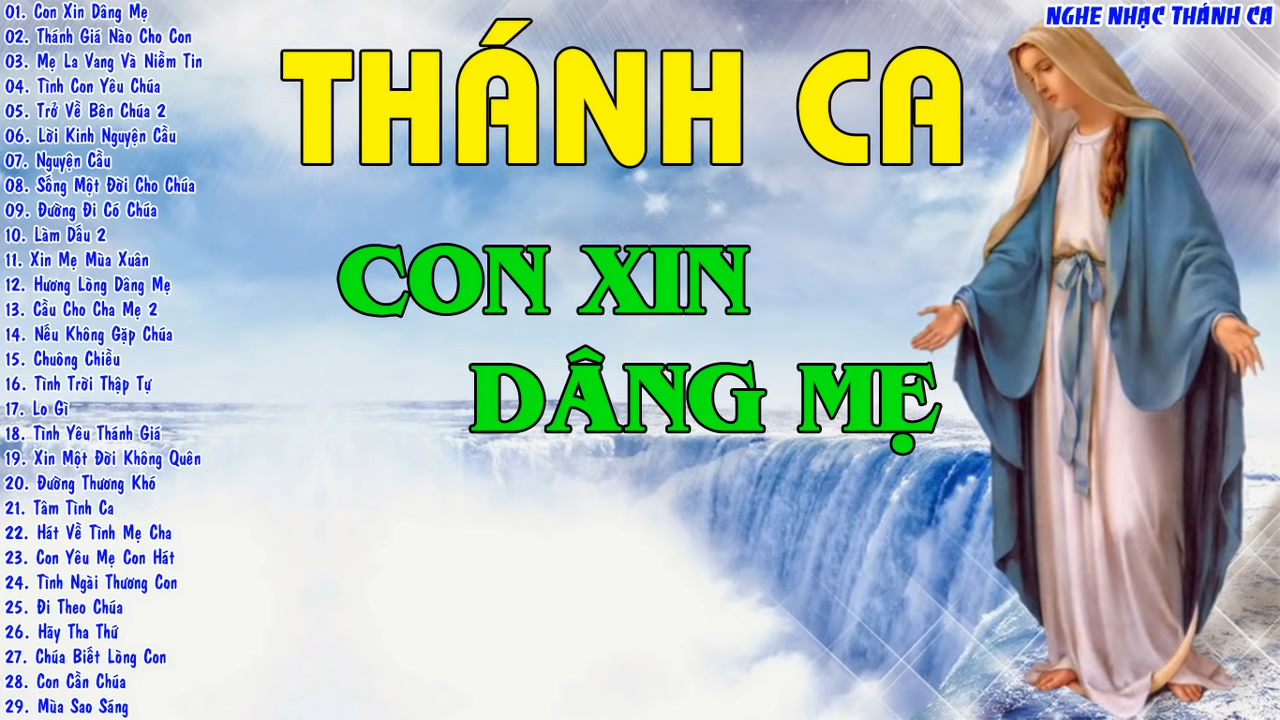 01. Con Xin Dâng Mẹ
02. Thánh Giá Nào Cho Con
03. Mẹ La Vang Và Niềm Tin
04. Tình Con Yêu Chúa
05. Trở Về Bên Chúa 2
06. Lời Kinh Nguyện Cầu
07. Nguyện Cầu
08. Sống Một Đời Cho Chúa
09. Đường Đi Có Chúa
10. Làm Dấu 2
11. Xin Mẹ Mùa Xuân
12. Hương Lòng Dâng Mẹ
13. Cầu Cho Cha Mẹ 2
14. Nếu Không Gặp Chúa
15. Chuông Chiều
16. Tình Trời Thập Tự
17. Lo Gì
18. Tình Yêu Thánh Giá
19. Xin Một Đời Không Quên
20. Đường Thương Khó
21. Tâm Tình Ca
22. Hát Về Tình Mẹ Cha
23. Con Yêu Mẹ Con Hát
24. Tình Ngài Thương Con
25. Đi Theo Chúa
26. Hãy Tha Thứ
27. Chúa Biết Lòng Con
28. Con Cần Chúa
29. Mùa Sao Sáng
THÁNH CA
CON XIN
DÂNG MẸ
NGHE NHẠC THÁNH CA